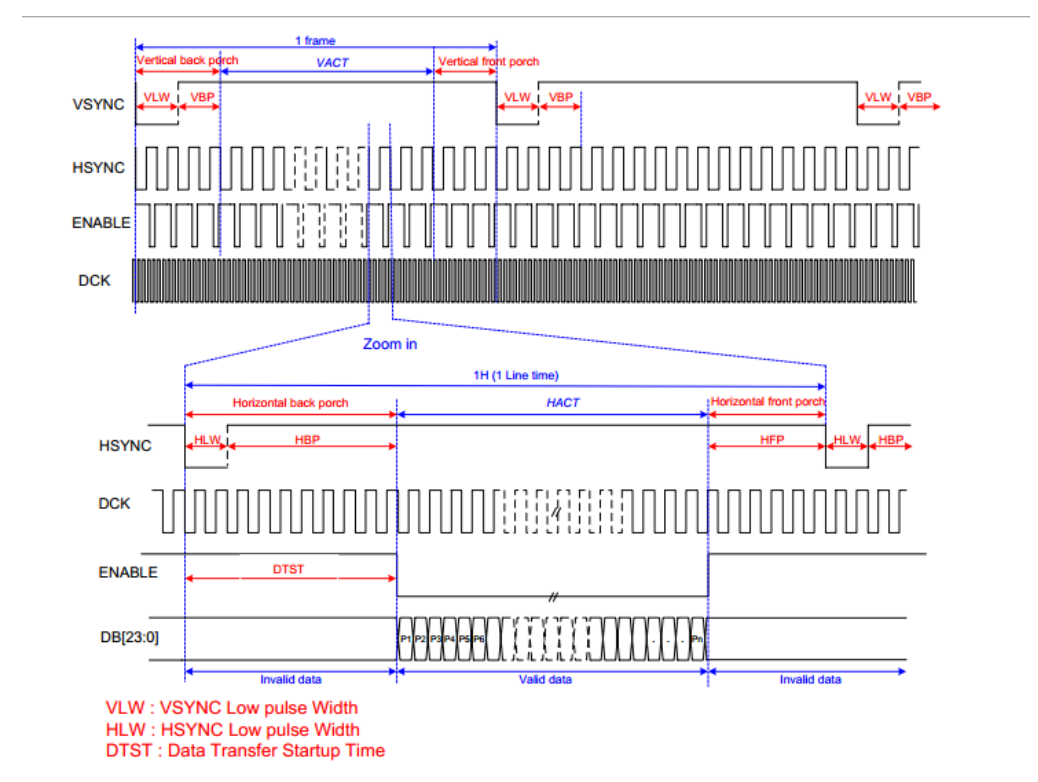 1 frame
Vertical back porch VACT Vertical front porch
VSYNC VLW VBP VLW VBP VLW VBP
HSYNC
ENABLE
DCK
Zoom in
1H (1 Line time)
Horizontal back porch HACT Horizontal front porch
HSYNC HLW HBP HFP HLW HBP
DCK //
ENABLE DTST //
DB[23:0] P1 P2 P3 P4 P5 P6 . . . Pn
Invalid data Valid data Invalid data
VLW : VSYNC Low pulse Width
HLW : HSYNC Low pulse Width
DTST : Data Transfer Startup Time